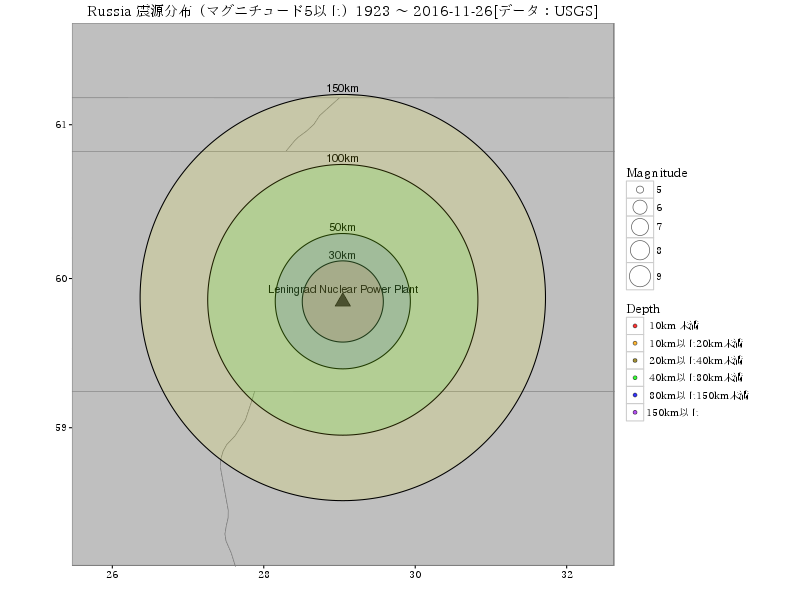 Russia 震源分布（マグニチュード5以上）1923 ～ 2016-11-26[データ：USGS]
150km
61
100km
50km
30km
60
Leningrad Nuclear Power Plant
59
26
28
30
32
Magnitude
5
6
7
8
9
Depth
10km 未満
10km以上20km未満
20km以上40km未満
40km以上80km未満
80km以上150km未満
150km以上